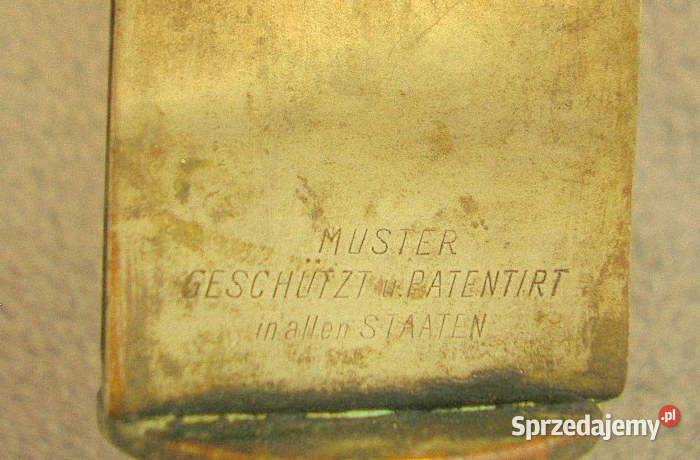 MUSTER
GESCHÜTZT u. PATENTIRT
in allen STAATEN
Sprzedajemy.pl